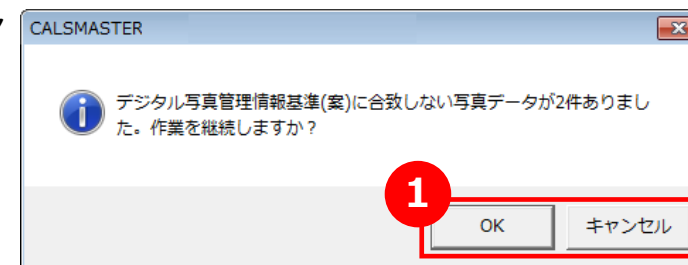 CALSMASTER
デジタル写真管理情報基準(案)に合致しない写真データが2件ありまし
た。作業を継続しますか？
1
OK
キャンセル